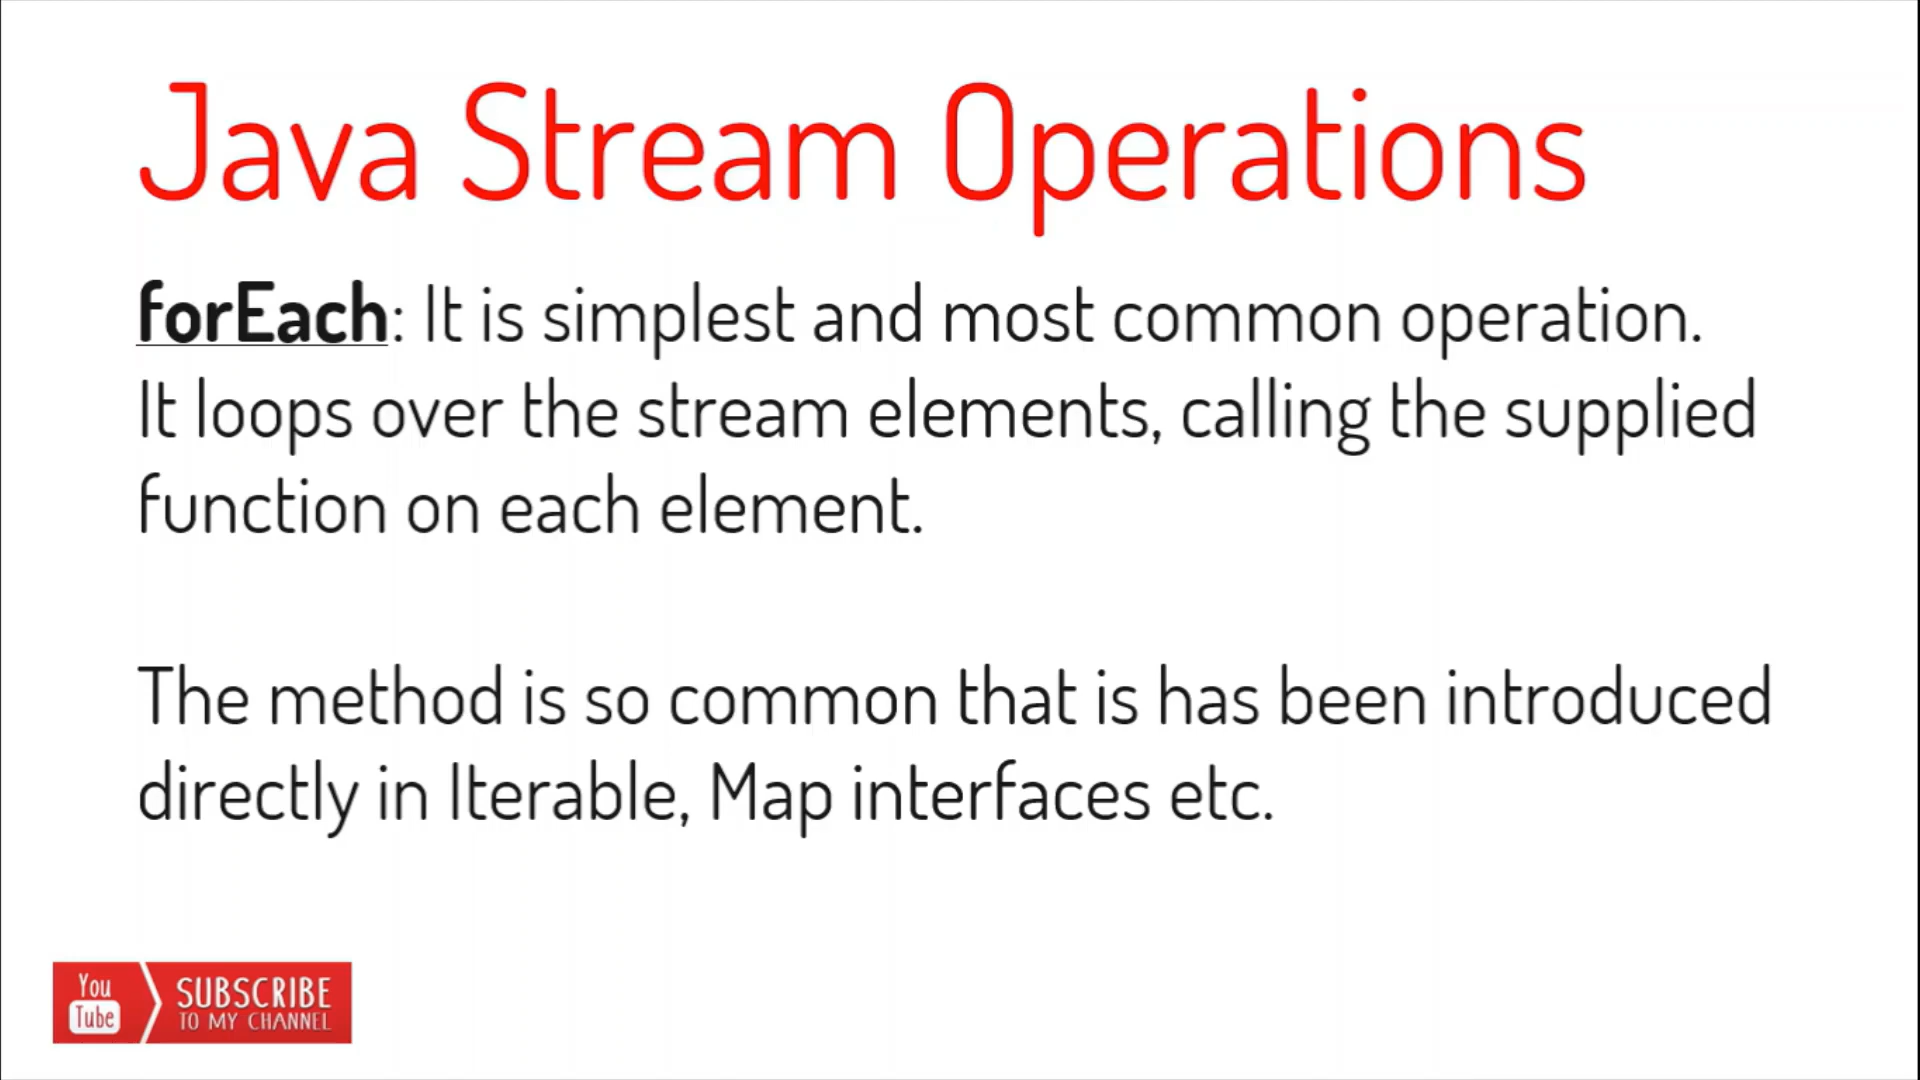 Java Stream Operations
forEach: It is simplest and most common operation.
It loops over the stream elements, calling the supplied
function on each element.
The method is so common that is has been introduced
directly in Iterable, Map interfaces etc.
You
Tube
SUBSCRIBE
TO MY CHANNEL